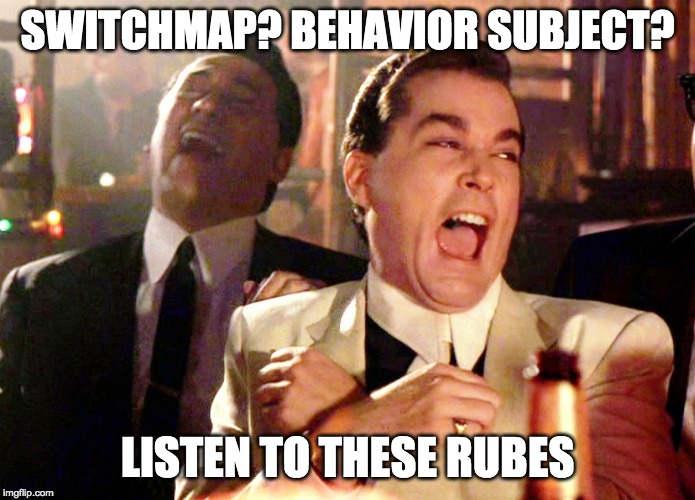 SWITCHMAP? BEHAVIOR SUBJECT?
LISTEN TO THESE RUBES
imgflip.com